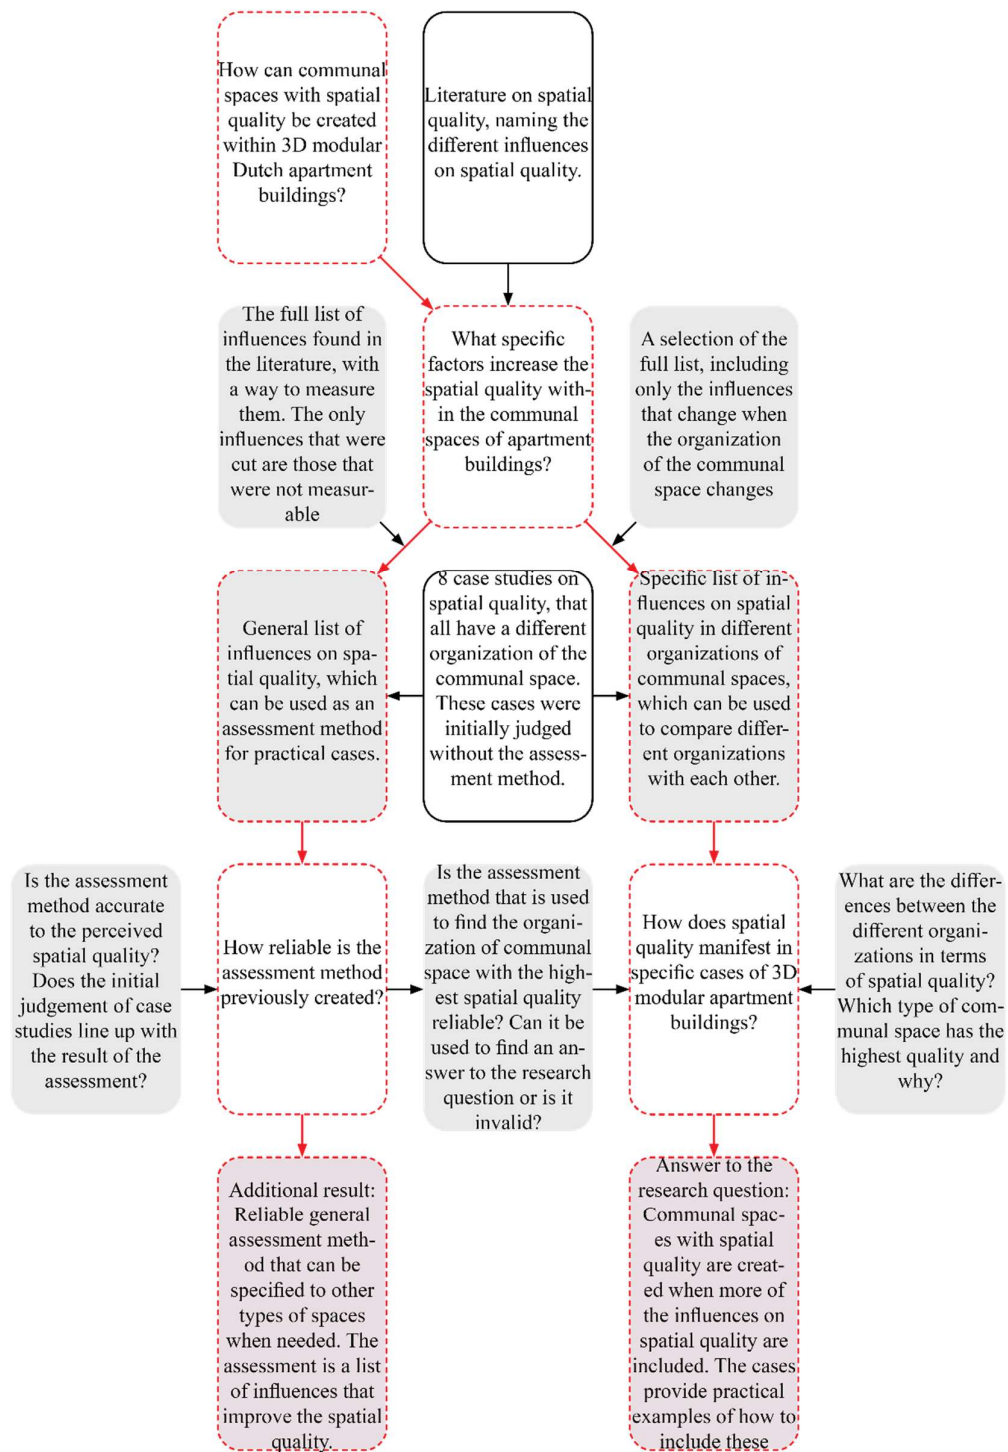 How can communal
spaces with spatial
quality be created
within 3D modular
Dutch apartment
buildings?
Literature on spatial
quality, naming the
different influences
on spatial quality.
The full list of
influences found in
the literature, with
a way to measure
them. The only
influences that were
cut are those that
were not measur-
able
What specific
factors increase the
spatial quality with-
in the communal
spaces of apartment
buildings?
A selection of the
full list, including
only the influences
that change when
the organization
of the communal
space changes
General list of
influences on spa-
tial quality, which
can be used as an
assessment method
for practical cases.
8 case studies on
spatial quality, that
all have a different
organization of the
communal space.
These cases were
initially judged
without the assess-
ment method.
Specific list of in-
fluences on spatial
quality in different
organizations of
communal spaces,
which can be used
to compare differ-
ent organizations
with each other.
Is the assessment
method accurate
to the perceived
spatial quality?
Does the initial
judgement of case
studies line up with
the result of the
assessment?
How reliable is the
assessment method
previously created?
Is the assessment
method that is used
to find the organi-
zation of communal
space with the high-
est spatial quality
reliable? Can it be
used to find an an-
swer to the research
question or is it
invalid?
How does spatial
quality manifest in
specific cases of 3D
modular apartment
buildings?
What are the differ-
ences between the
different organi-
zations in terms
of spatial quality?
Which type of com-
munal space has the
highest quality and
why?
Additional result:
Reliable general
assessment meth-
od that can be
specified to other
types of spaces
when needed. The
assessment is a list
of influences that
improve the spatial
quality.
Answer to the
research question:
Communal spac-
es with spatial
quality are creat-
ed when more of
the influences on
spatial quality are
included. The cases
provide practical
examples of how to
include these